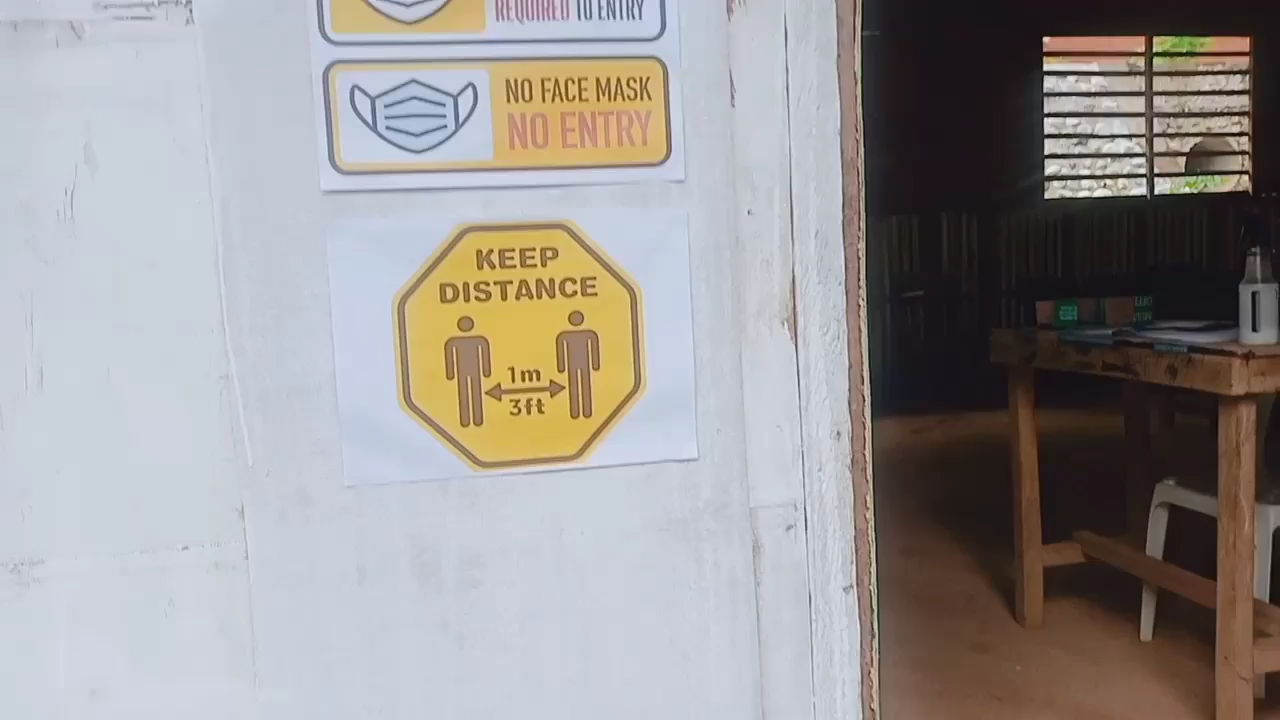 REQUIRED TO ENTRY
NO FACE MASK
NO ENTRY
KEEP
DISTANCE
1m
3ft